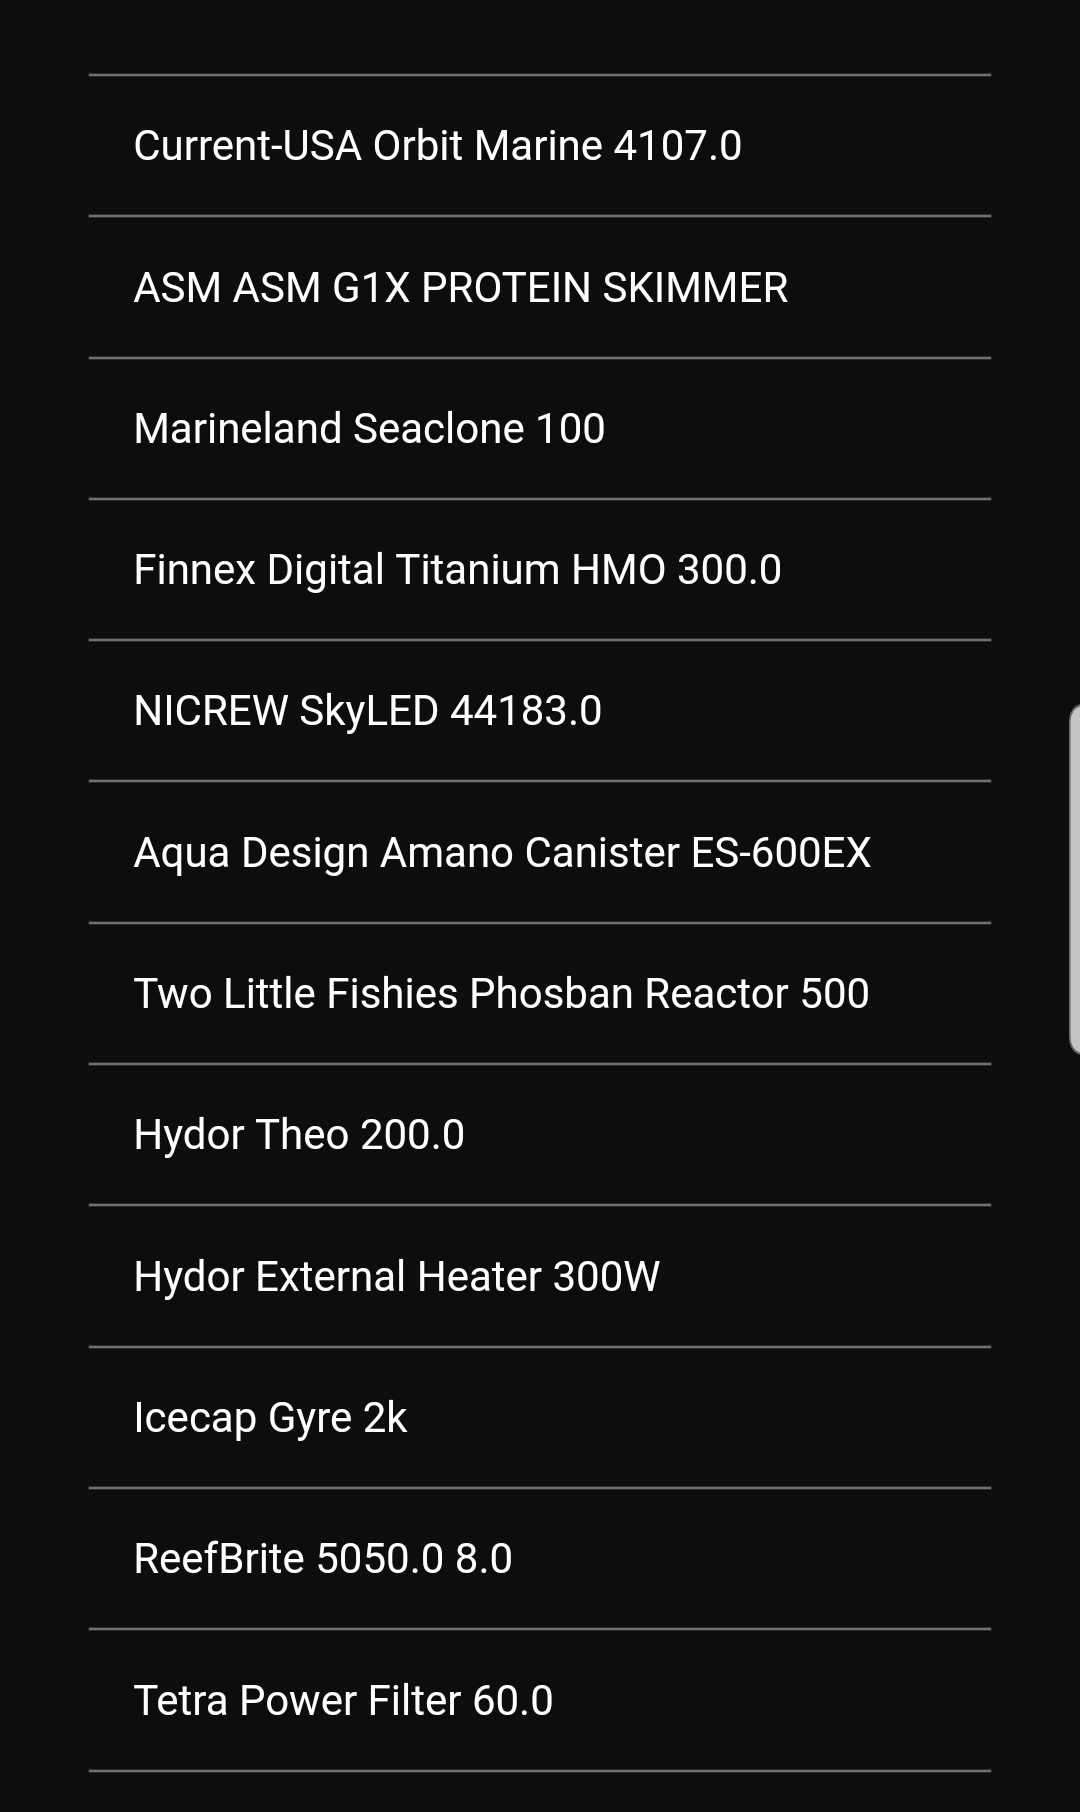 Current-USA Orbit Marine 4107.0
ASM ASM G1X PROTEIN SKIMMER
Marineland Seaclone 100
Finnex Digital Titanium HMO 300.0
NICREW SkyLED 44183.0
Aqua Design Amano Canister ES-600EX
Two Little Fishies Phosban Reactor 500
Hydor Theo 200.0
Hydor External Heater 300W
Icecap Gyre 2k
ReefBrite 5050.0 8.0
Tetra Power Filter 60.0